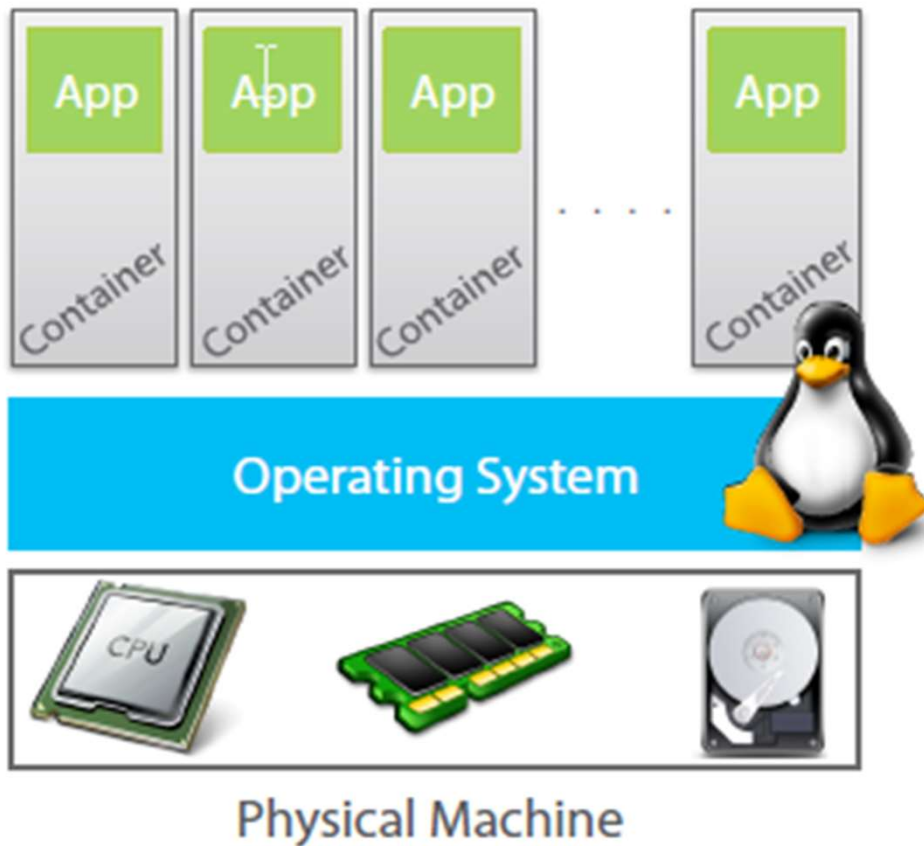 App App App App
Container Container Container . . . . Container
Operating System
CPU
Physical Machine